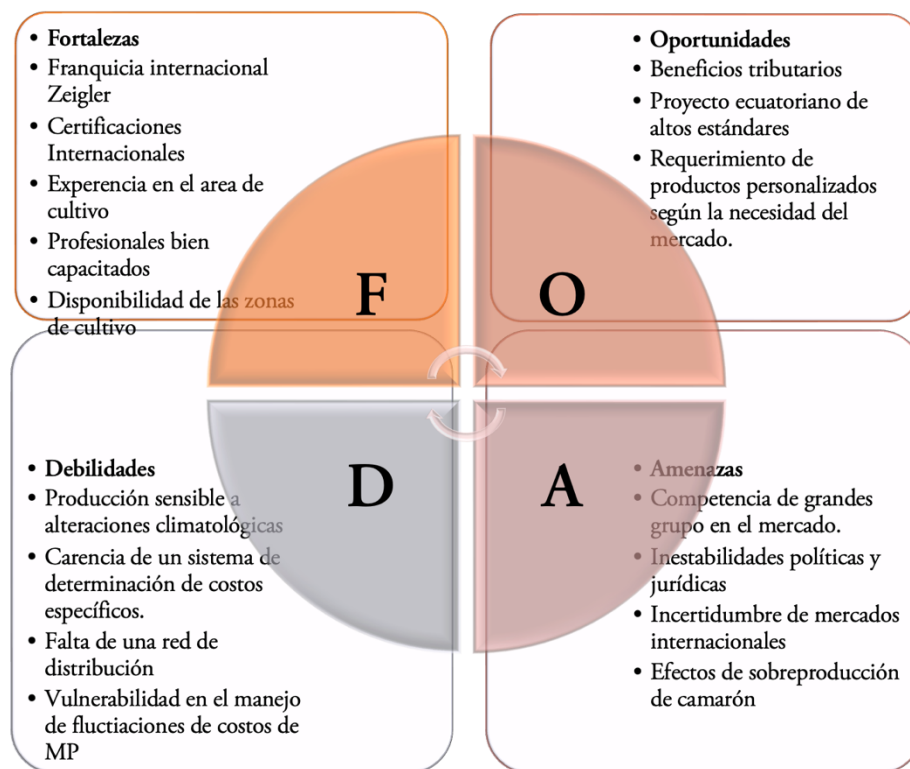 • Fortalezas
• Franquicia internacional
Zeigler
• Certificaciones
Internacionales
• Experencia en el area de
cultivo
• Profesionales bien
capacitados
• Disponibilidad de las zonas
de cultivo
F
• Oportunidades
• Beneficios tributarios
• Proyecto ecuatoriano de
altos estándares
• Requerimiento de
productos personalizados
según la necesidad del
mercado.
O
• Debilidades
• Producción sensible a
alteraciones climatológicas
• Carencia de un sistema de
determinación de costos
específicos.
• Falta de una red de
distribución
• Vulnerabilidad en el manejo
de fluctiaciones de costos de
MP
D
• Amenazas
• Competencia de grandes
grupo en el mercado.
• Inestabilidades políticas y
jurídicas
• Incertidumbre de mercados
internacionales
• Efectos de sobreproducción
de camarón
A